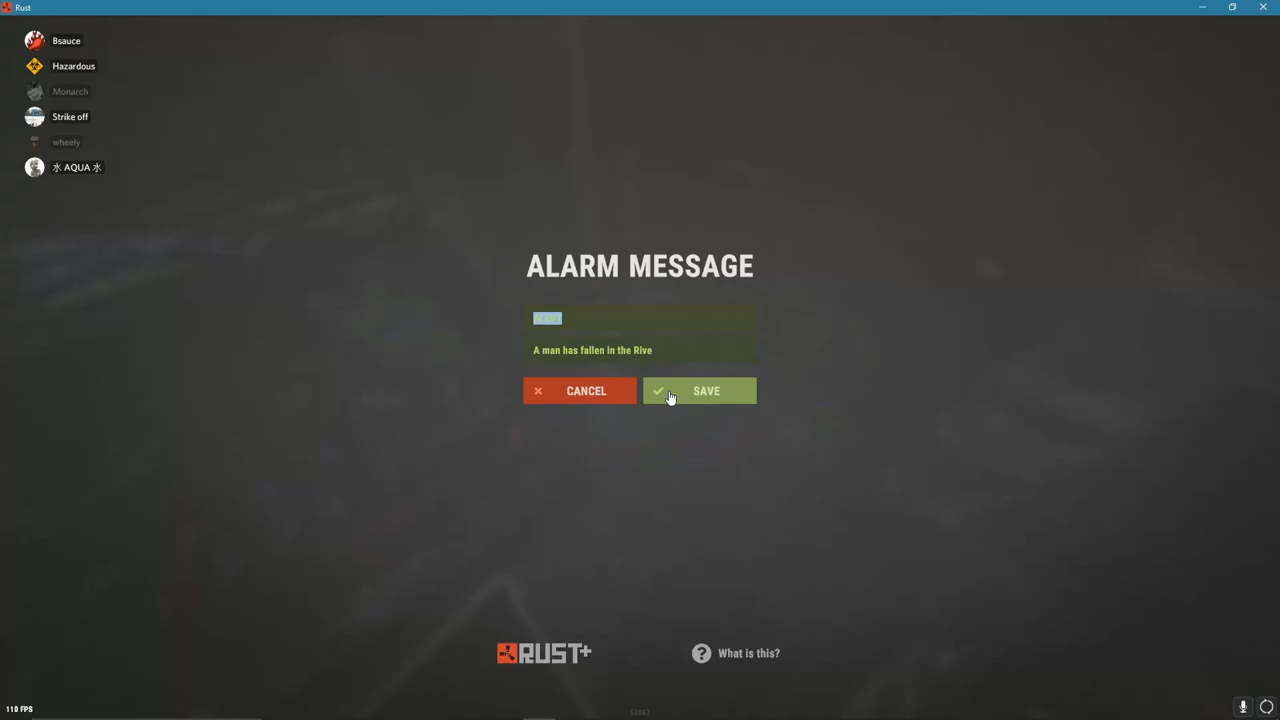 Rust
Bsauce
Hazardous
Monarch
Strike off
wheely
水 AQUA 水
ALARM MESSAGE
A man has fallen in the Rive
CANCEL
SAVE
RUST+
What is this?
110 FPS